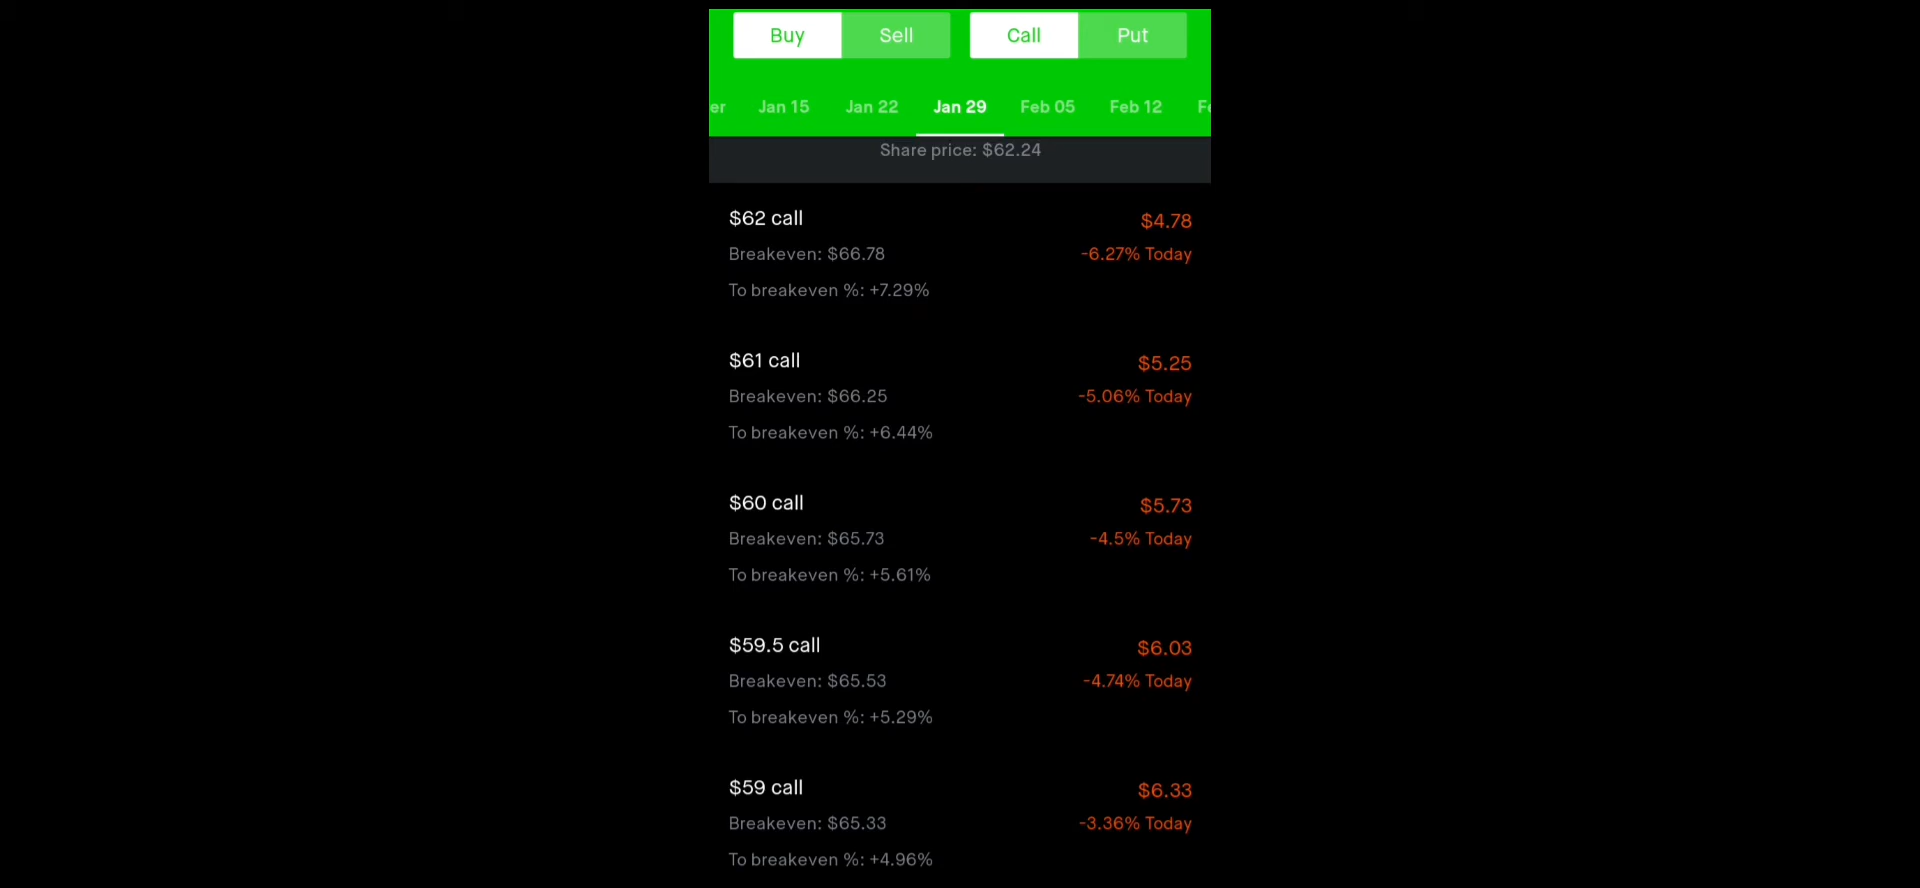 Buy Sell Call Put
er Jan 15 Jan 22 Jan 29 Feb 05 Feb 12 Fe
Share price: $62.24
$62 call $4.78
Breakeven: $66.78 -6.27% Today
To breakeven %: +7.29%
$61 call $5.25
Breakeven: $66.25 -5.06% Today
To breakeven %: +6.44%
$60 call $5.73
Breakeven: $65.73 -4.5% Today
To breakeven %: +5.61%
$59.5 call $6.03
Breakeven: $65.53 -4.74% Today
To breakeven %: +5.29%
$59 call $6.33
Breakeven: $65.33 -3.36% Today
To breakeven %: +4.96%